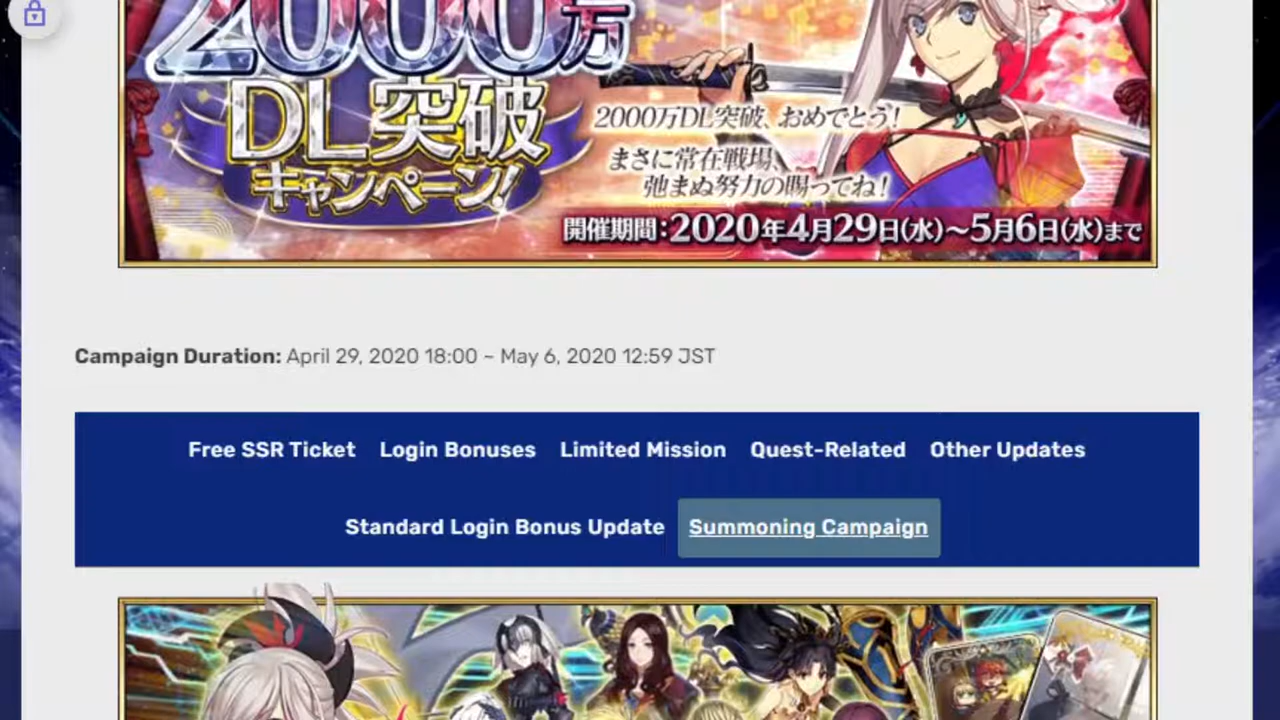 2000万
DL突破
キャンペーン!
2000万DL突破、おめでとう!
まさに常在戦場、
弛まぬ努力の賜ってね!
開催期間:2020年4月29日(水)~5月6日(水)まで
Campaign Duration: April 29, 2020 18:00 ~ May 6, 2020 12:59 JST
Free SSR Ticket Login Bonuses Limited Mission Quest-Related Other Updates
Standard Login Bonus Update Summoning Campaign